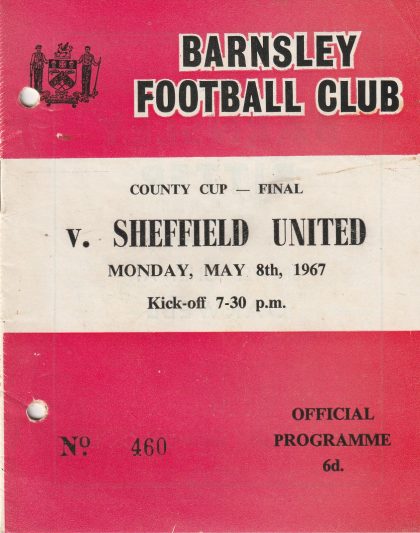 BARNSLEY
FOOTBALL CLUB
COUNTY CUP — FINAL
v. SHEFFIELD UNITED
MONDAY, MAY 8th, 1967
Kick-off 7-30 p.m.
OFFICIAL
PROGRAMME
6d.
No. 460